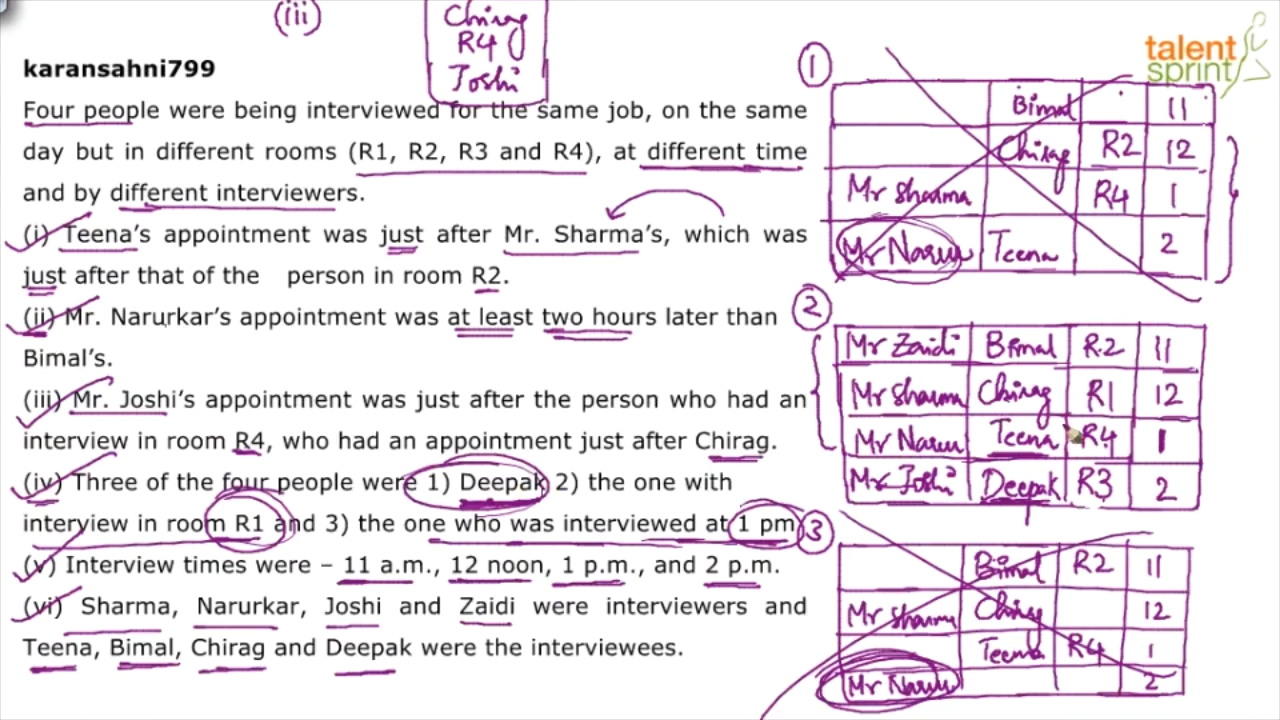 (iii)
Chirag
R4
Joshi
talent
sprint
karansahni799
Four people were being interviewed for the same job, on the same
day but in different rooms (R1, R2, R3 and R4), at different time
and by different interviewers.
(i) Teena's appointment was just after Mr. Sharma's, which was
just after that of the person in room R2.
(ii) Mr. Narurkar's appointment was at least two hours later than
Bimal's.
(iii) Mr. Joshi's appointment was just after the person who had an
interview in room R4, who had an appointment just after Chirag.
(iv) Three of the four people were 1) Deepak 2) the one with
interview in room R1 and 3) the one who was interviewed at 1 pm
(v) Interview times were – 11 a.m., 12 noon, 1 p.m., and 2 p.m.
(vi) Sharma, Narurkar, Joshi and Zaidi were interviewers and
Teena, Bimal, Chirag and Deepak were the interviewees.
1
Bimal 11
Chirag R2 12
Mr Sharma R4 1
Mr Naru Teena 2
2
Mr Zaidi Bimal R2 11
Mr Sharma Chirag R1 12
Mr Naru Teena R4 1
Mr Joshi Deepak R3 2
3
Bimal R2 11
Mr Sharma Chirag 12
Teena R4 1
Mr Naru 2